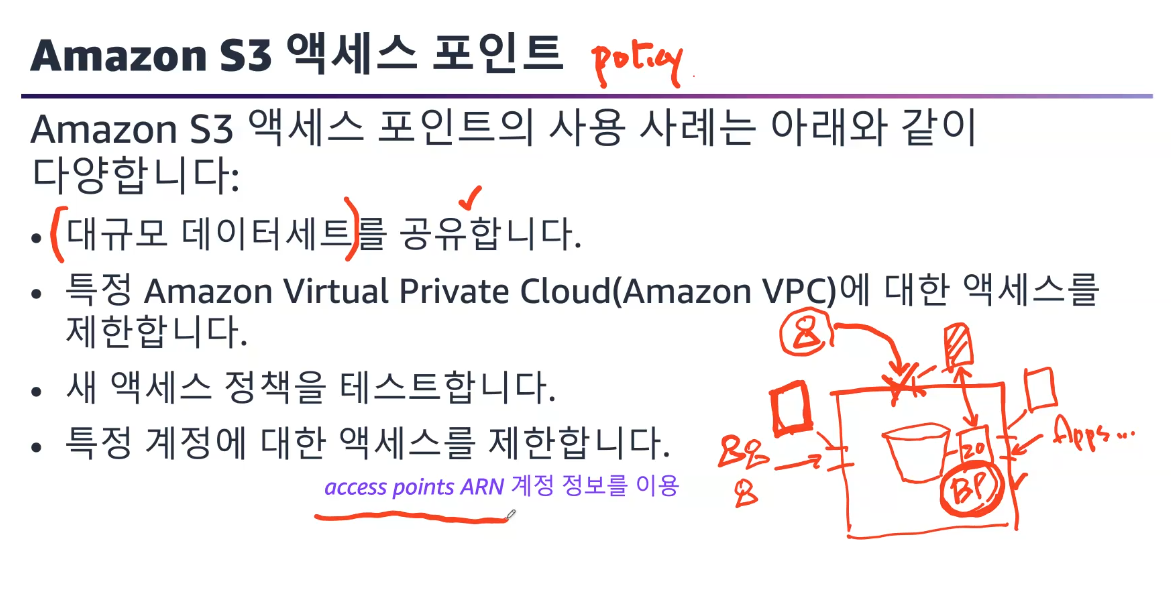 Amazon S3 액세스 포인트 policy
Amazon S3 액세스 포인트의 사용 사례는 아래와 같이
다양합니다:
• (대규모 데이터세트)를 공유합니다.
• 특정 Amazon Virtual Private Cloud(Amazon VPC)에 대한 액세스를
제한합니다.
• 새 액세스 정책을 테스트합니다.
• 특정 계정에 대한 액세스를 제한합니다.
access points ARN 계정 정보를 이용
20
BP
Apps...